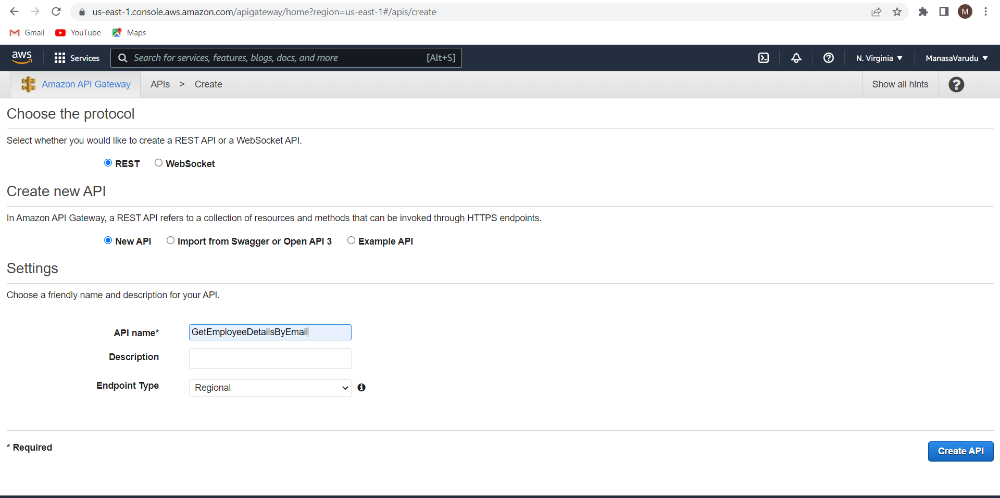 us-east-1.console.aws.amazon.com/apigateway/home?region=us-east-1#/apis/create
M
Gmail YouTube Maps
aws Services Search for services, features, blogs, docs, and more [Alt+S] N. Virginia ▼ ManasaVarudu ▼
Amazon API Gateway APIs > Create Show all hints ?
Choose the protocol
Select whether you would like to create a REST API or a WebSocket API.
REST WebSocket
Create new API
In Amazon API Gateway, a REST API refers to a collection of resources and methods that can be invoked through HTTPS endpoints.
New API Import from Swagger or Open API 3 Example API
Settings
Choose a friendly name and description for your API.
API name* GetEmployeeDetailsByEmail
Description
Endpoint Type Regional
* Required Create API